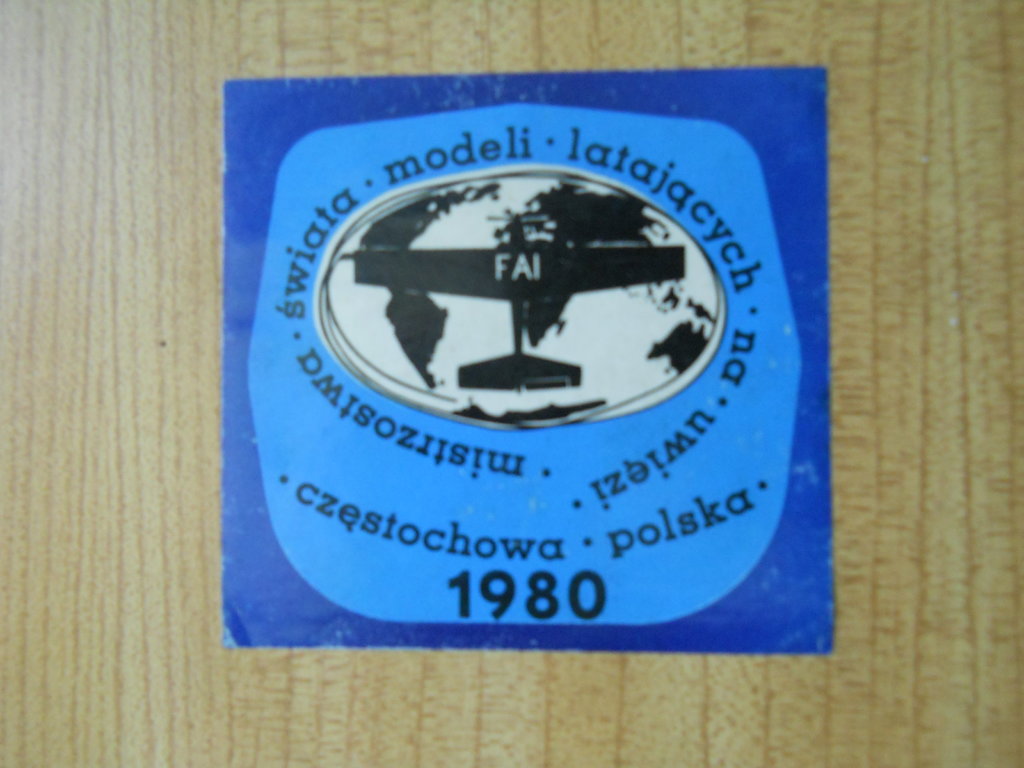 mistrzostwa · świata · modeli · latających · na · uwięzi ·
FAI
· częstochowa · polska ·
1980